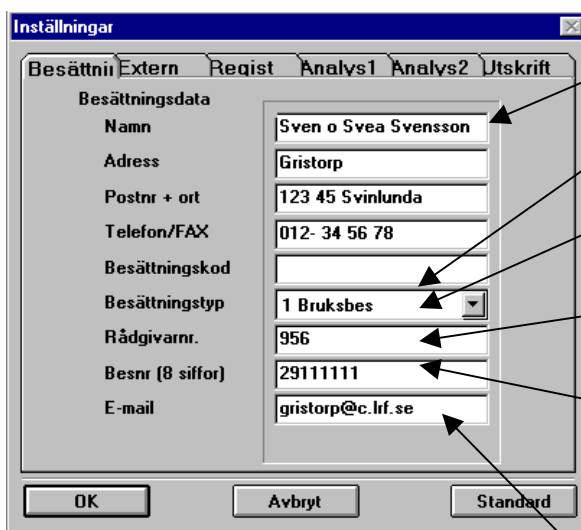 Inställningar
Besättnii Extern Regist Analys1 Analys2 Utskrift
Besättningsdata
Namn Sven o Svea Svensson
Adress Gristorp
Postnr + ort 123 45 Svinlunda
Telefon/FAX 012- 34 56 78
Besättningskod
Besättningstyp 1 Bruksbes
Rådgivarnr. 956
Besnr (8 siffor) 29111111
E-mail gristorp@c.lrf.se
OK Avbryt Standard